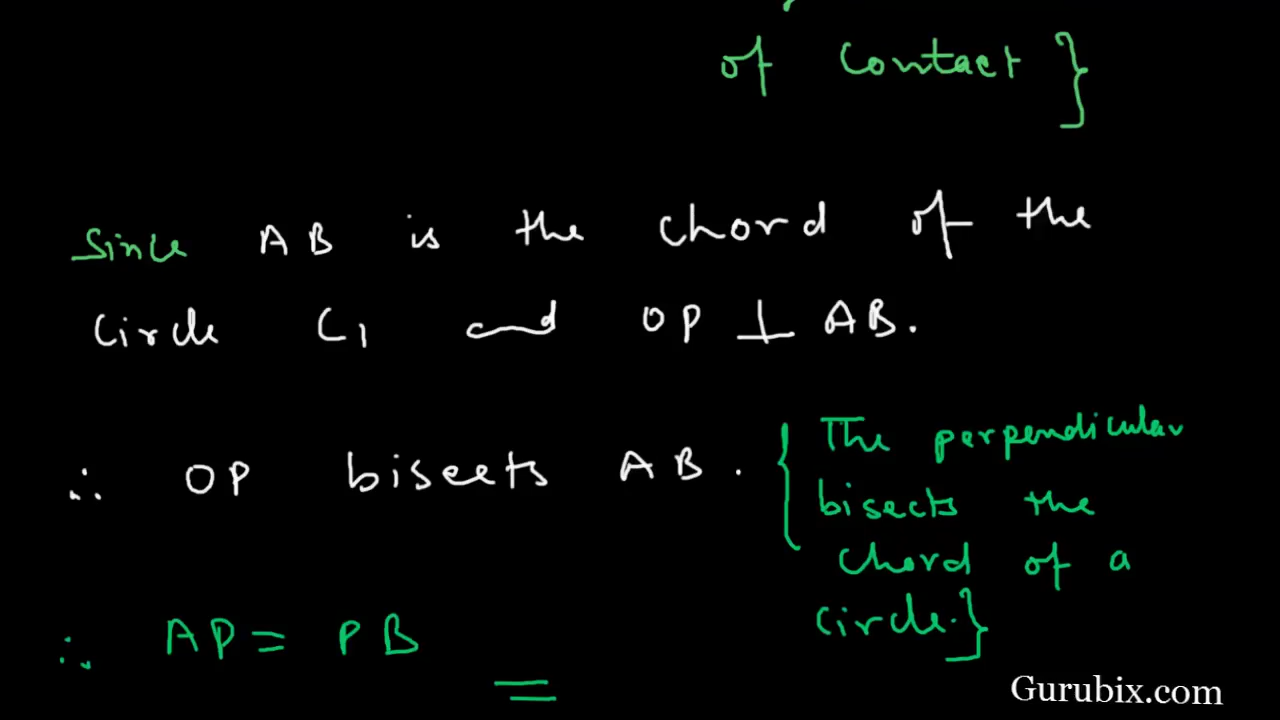 of contact }
Since AB is the chord of the
circle C1 and OP ⊥ AB.
∴ OP bisects AB. { The perpendicular
bisects the
chord of a
circle.}
∴ AP = PB
Gurubix.com